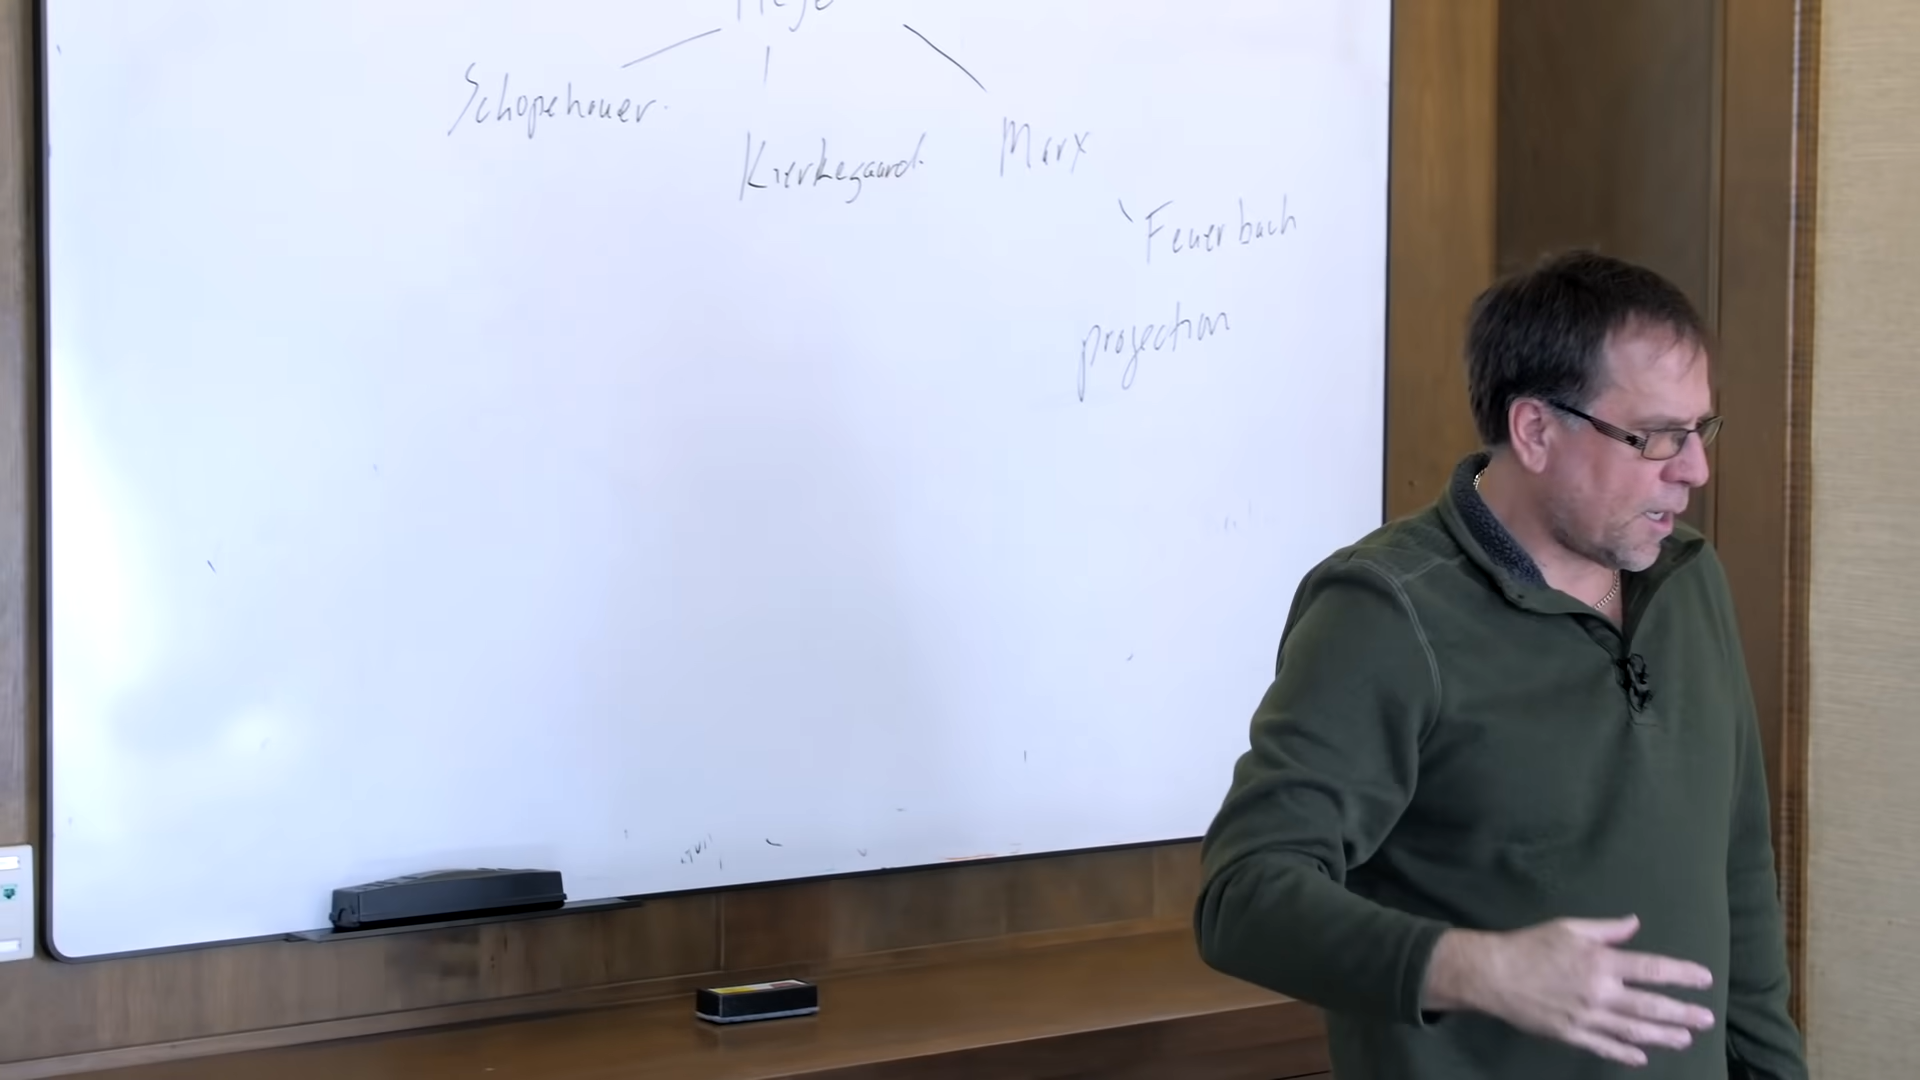 Schopehauer.
Kierkegaard.
Marx
Feuerbach
projection